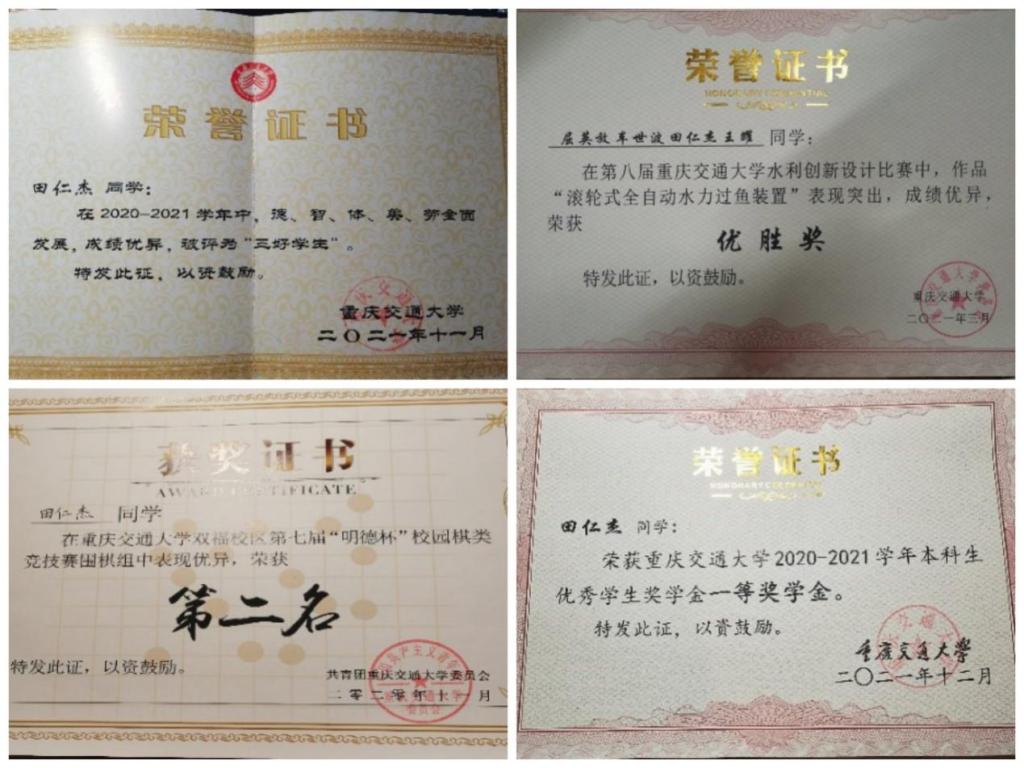 荣誉证书
田仁杰 同学：
在2020-2021学年中，德、智、体、美、劳全面
发展，成绩优异，被评为“三好学生”。
特发此证，以资鼓励。
重庆交通大学
二〇二一年十一月
荣誉证书
HONORARY CREDENTIAL
屈英敖车世波田仁杰王曜 同学：
在第八届重庆交通大学水利创新设计比赛中，作品
“滚轮式全自动水力过鱼装置”表现突出，成绩优异，
荣获
优胜奖
特发此证，以资鼓励。
重庆交通大学
二〇二一年三月
获奖证书
AWARD CERTIFICATE
田仁杰 同学
在重庆交通大学双福校区第七届“明德杯”校园棋类
竞技赛围棋组中表现优异，荣获
第二名
特发此证，以资鼓励。
共青团重庆交通大学委员会
二零二零年十一月
荣誉证书
HONORARY CREDENTIAL
田仁杰 同学：
荣获重庆交通大学2020-2021学年本科生
优秀学生奖学金一等奖学金。
特发此证，以资鼓励。
重庆交通大学
二〇二一年十二月